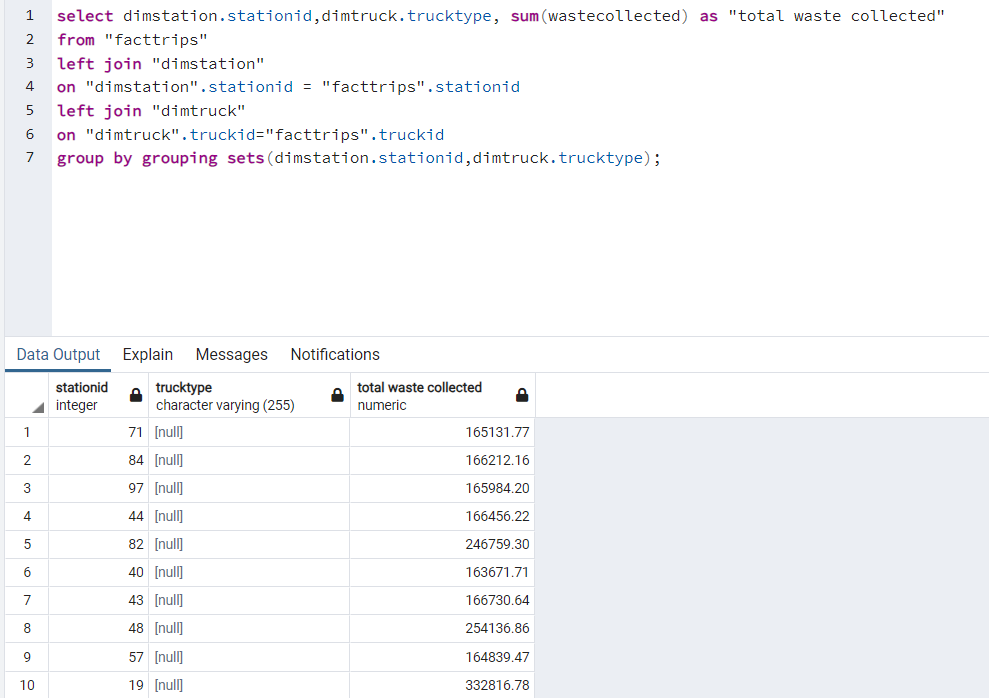 1 select dimstation.stationid,dimtruck.trucktype, sum(wastecollected) as "total waste collected"
2 from "facttrips"
3 left join "dimstation"
4 on "dimstation".stationid = "facttrips".stationid
5 left join "dimtruck"
6 on "dimtruck".truckid="facttrips".truckid
7 group by grouping sets(dimstation.stationid,dimtruck.trucktype);
Data Output Explain Messages Notifications
stationid trucktype total waste collected
integer character varying (255) numeric
1 71 [null] 165131.77
2 84 [null] 166212.16
3 97 [null] 165984.20
4 44 [null] 166456.22
5 82 [null] 246759.30
6 40 [null] 163671.71
7 43 [null] 166730.64
8 48 [null] 254136.86
9 57 [null] 164839.47
10 19 [null] 332816.78